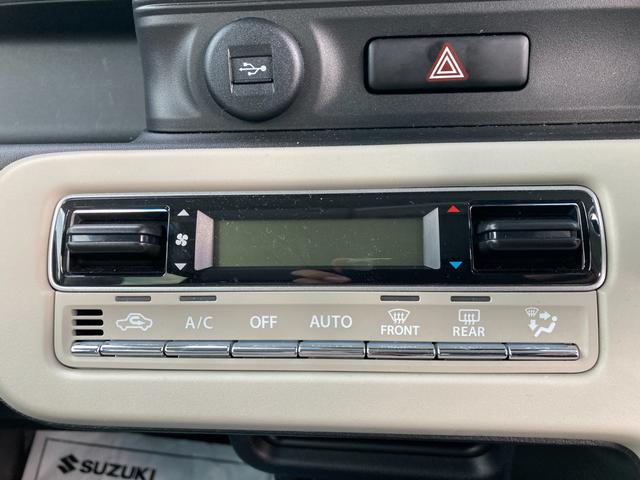 A/C OFF AUTO FRONT REAR
SUZUKI